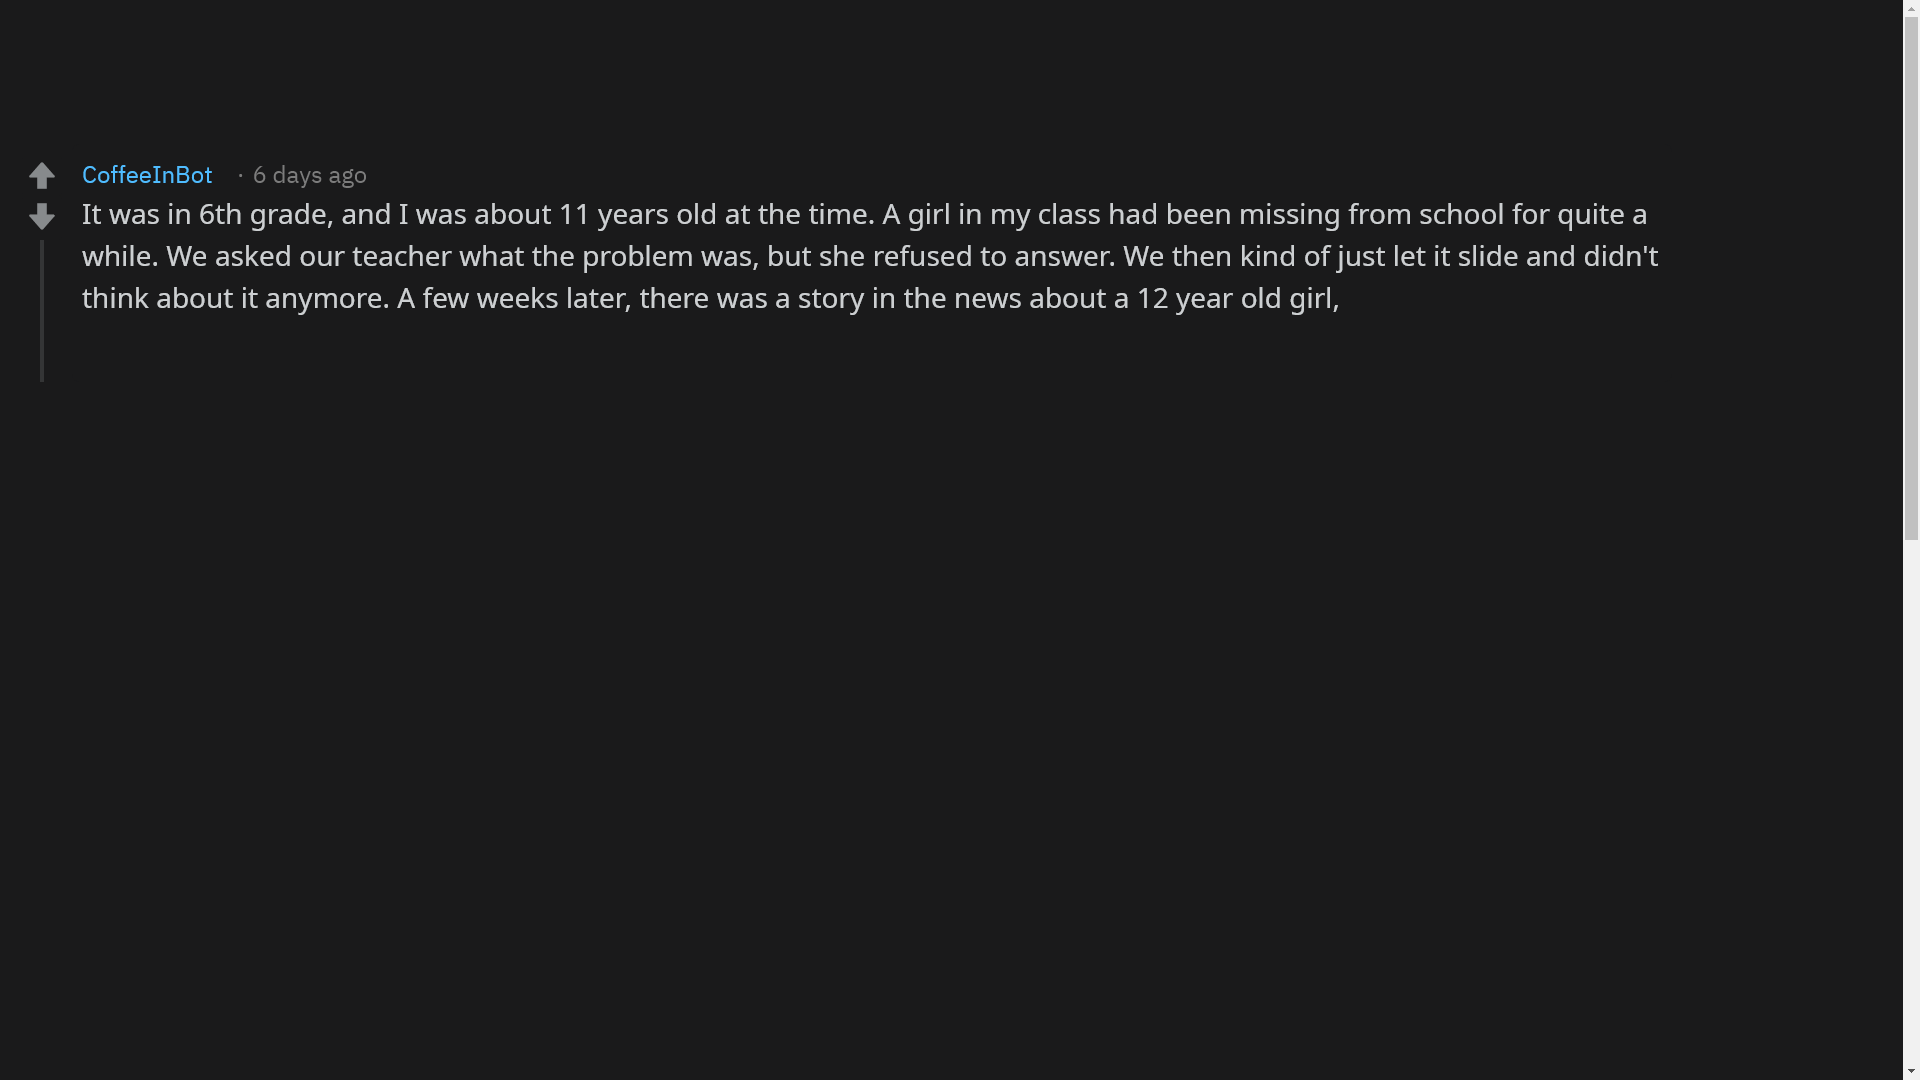 CoffeeInBot · 6 days ago
It was in 6th grade, and I was about 11 years old at the time. A girl in my class had been missing from school for quite a
while. We asked our teacher what the problem was, but she refused to answer. We then kind of just let it slide and didn't
think about it anymore. A few weeks later, there was a story in the news about a 12 year old girl,